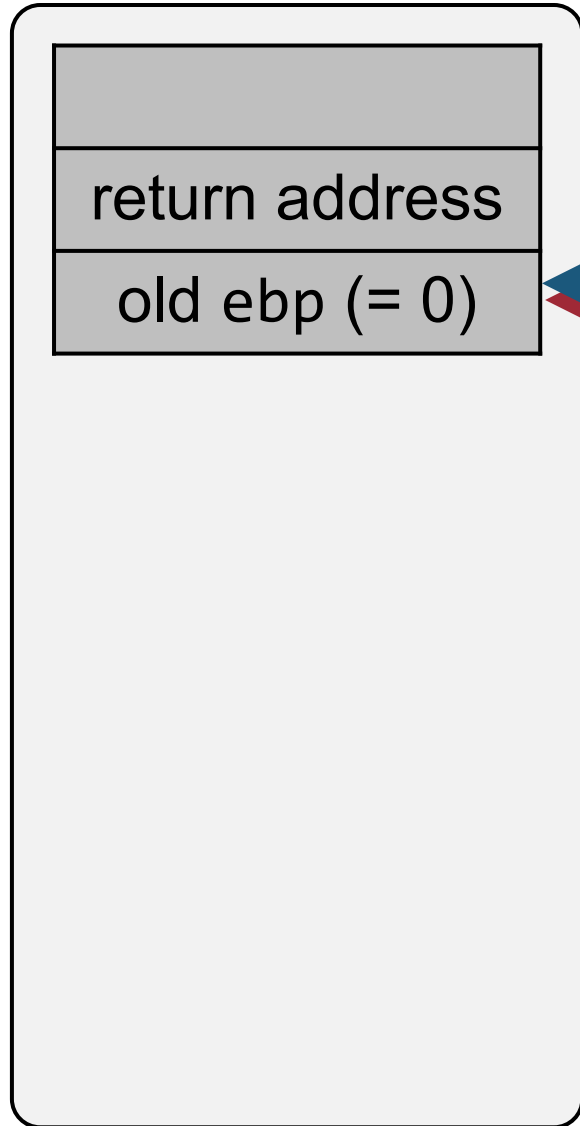 return address
old ebp (= 0)